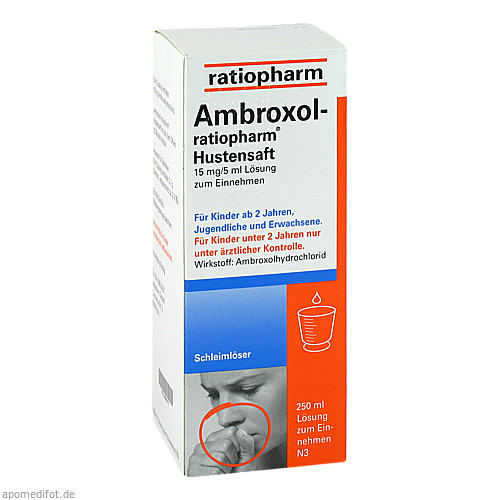 ratiopharm
Ambroxol-
ratiopharm®
Hustensaft
15 mg/5 ml Lösung
zum Einnehmen
Für Kinder ab 2 Jahren,
Jugendliche und Erwachsene.
Für Kinder unter 2 Jahren nur
unter ärztlicher Kontrolle.
Wirkstoff: Ambroxolhydrochlorid
Schleimlöser
250 ml
Lösung
zum Ein-
nehmen
N3
apomedifot.de